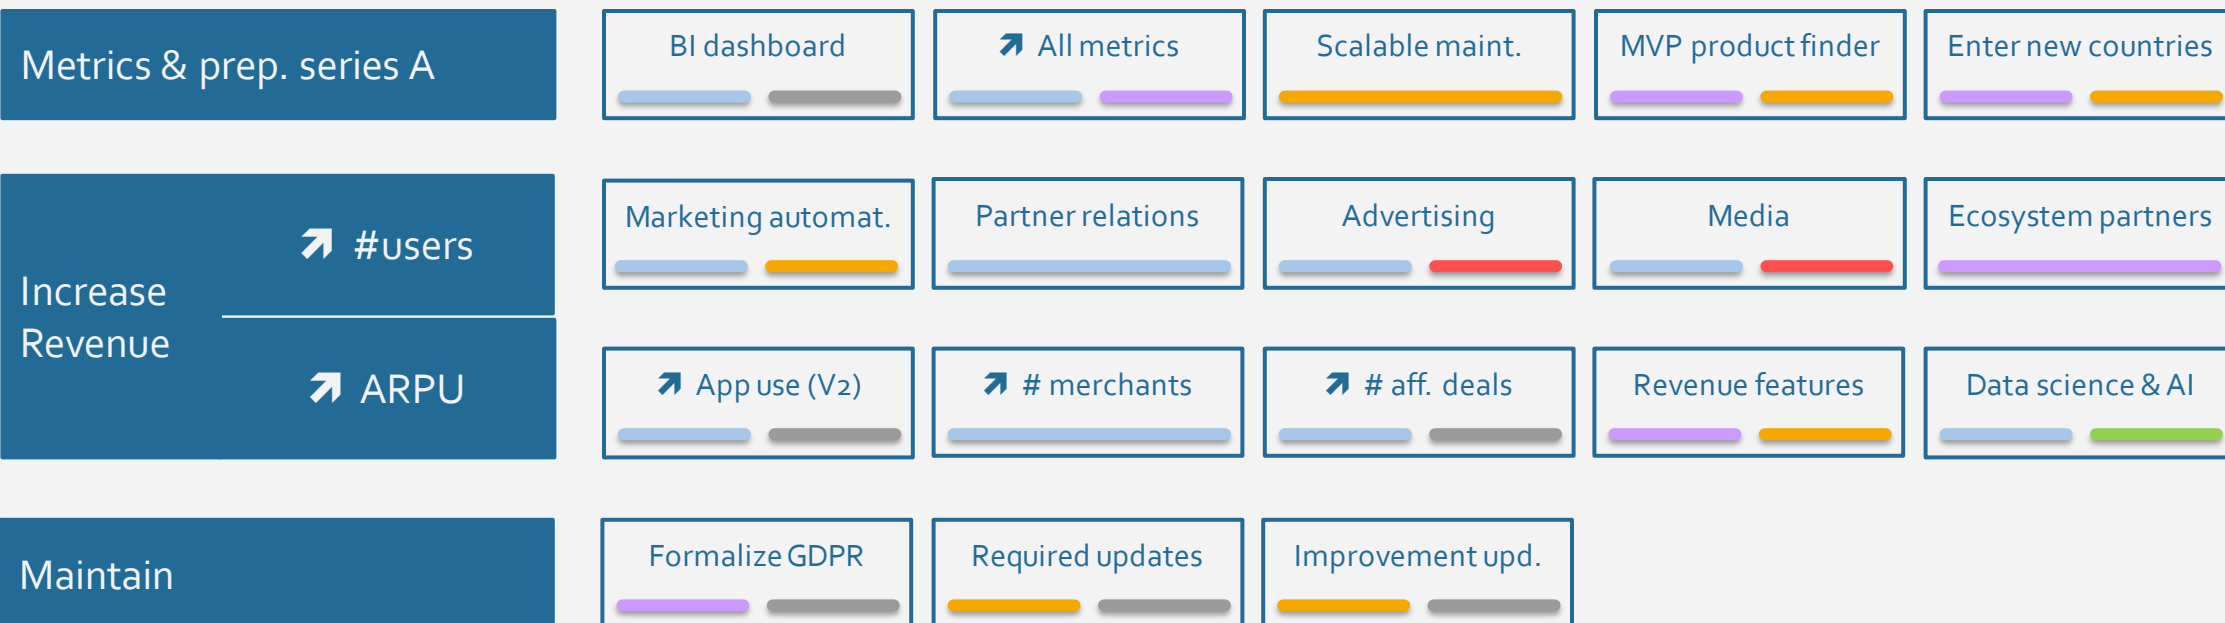 Metrics & prep. series A
BI dashboard
↗ All metrics
Scalable maint.
MVP product finder
Enter new countries
Increase
Revenue
↗ #users
Marketing automat.
Partner relations
Advertising
Media
Ecosystem partners
↗ ARPU
↗ App use (V2)
↗ # merchants
↗ # aff. deals
Revenue features
Data science & AI
Maintain
Formalize GDPR
Required updates
Improvement upd.